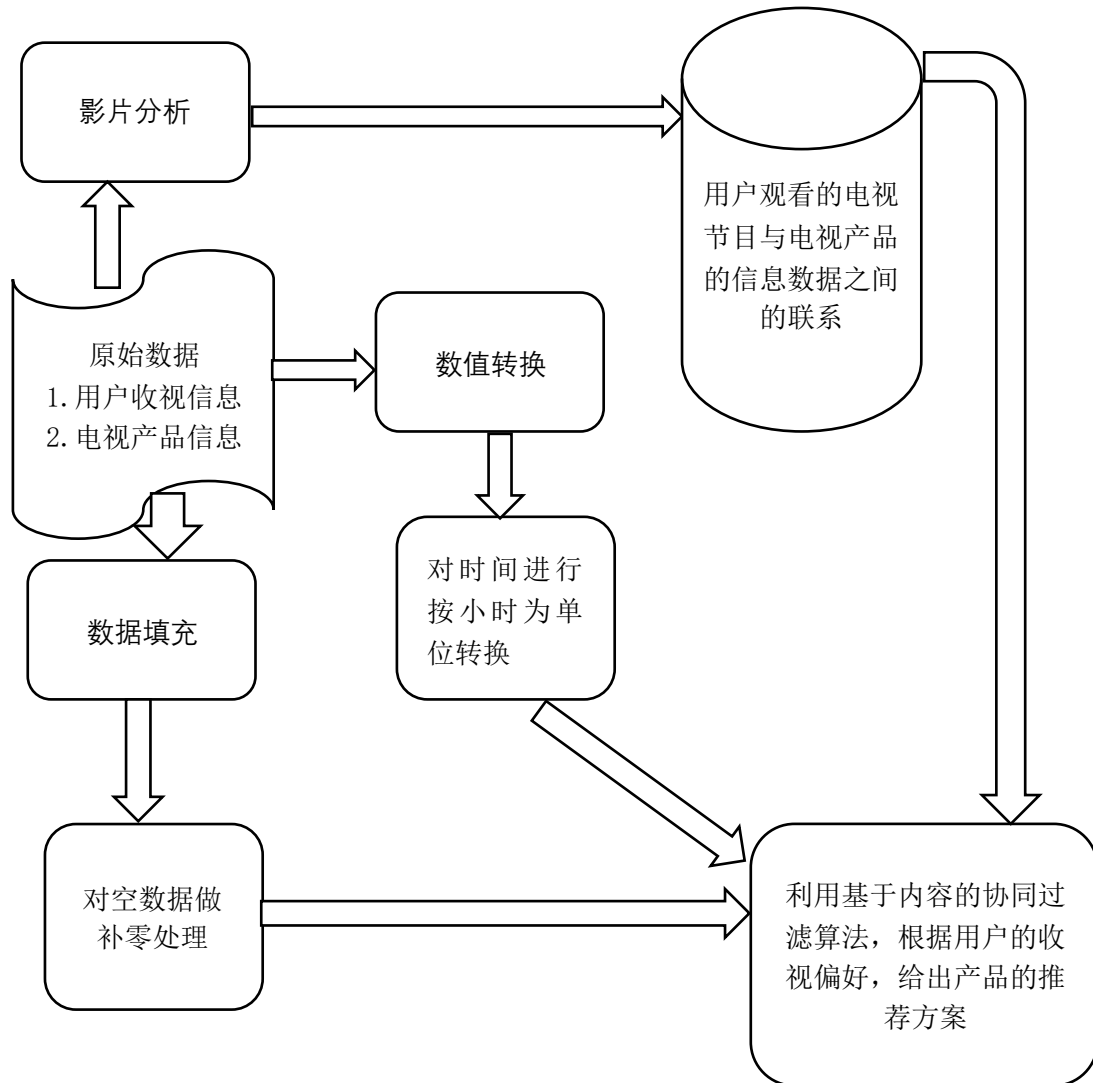 影片分析
用户观看的电视
节目与电视产品
的信息数据之间
的联系
原始数据
1.用户收视信息
2.电视产品信息
数值转换
对时间进行
按小时为单
位转换
数据填充
对空数据做
补零处理
利用基于内容的协同过
滤算法，根据用户的收
视偏好，给出产品的推
荐方案